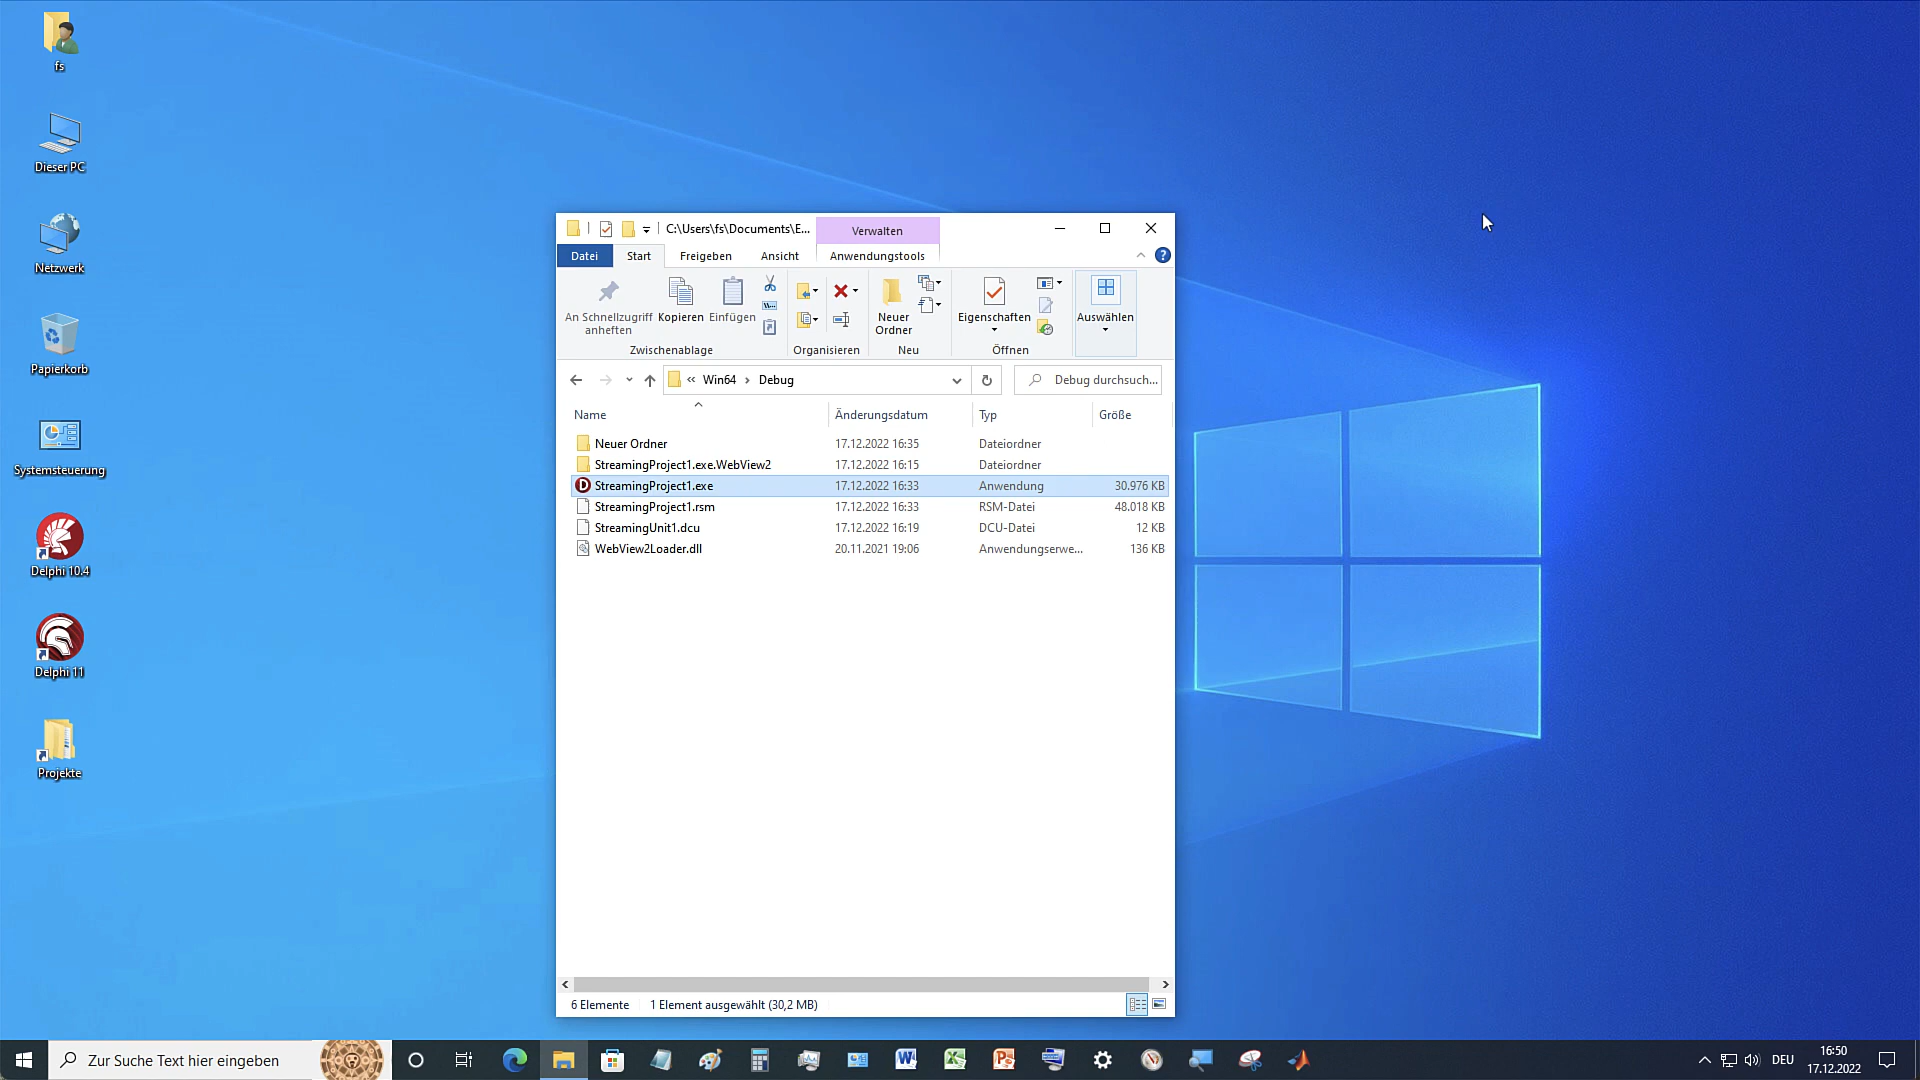 fs
Dieser PC
Netzwerk
Papierkorb
Systemsteuerung
Delphi 10.4
Delphi 11
Projekte
C:\Users\fs\Documents\E...
Verwalten
Datei
Start
Freigeben
Ansicht
Anwendungstools
An Schnellzugriff
anheften
Kopieren
Einfügen
Neuer
Ordner
Eigenschaften
Auswählen
Zwischenablage
Organisieren
Neu
Öffnen
« Win64 › Debug
Debug durchsuch...
Name Änderungsdatum Typ Größe
Neuer Ordner 17.12.2022 16:35 Dateiordner
StreamingProject1.exe.WebView2 17.12.2022 16:15 Dateiordner
StreamingProject1.exe 17.12.2022 16:33 Anwendung 30.976 KB
StreamingProject1.rsm 17.12.2022 16:33 RSM-Datei 48.018 KB
StreamingUnit1.dcu 17.12.2022 16:19 DCU-Datei 12 KB
WebView2Loader.dll 20.11.2021 19:06 Anwendungserwe... 136 KB
6 Elemente 1 Element ausgewählt (30,2 MB)
Zur Suche Text hier eingeben
DEU
16:50
17.12.2022